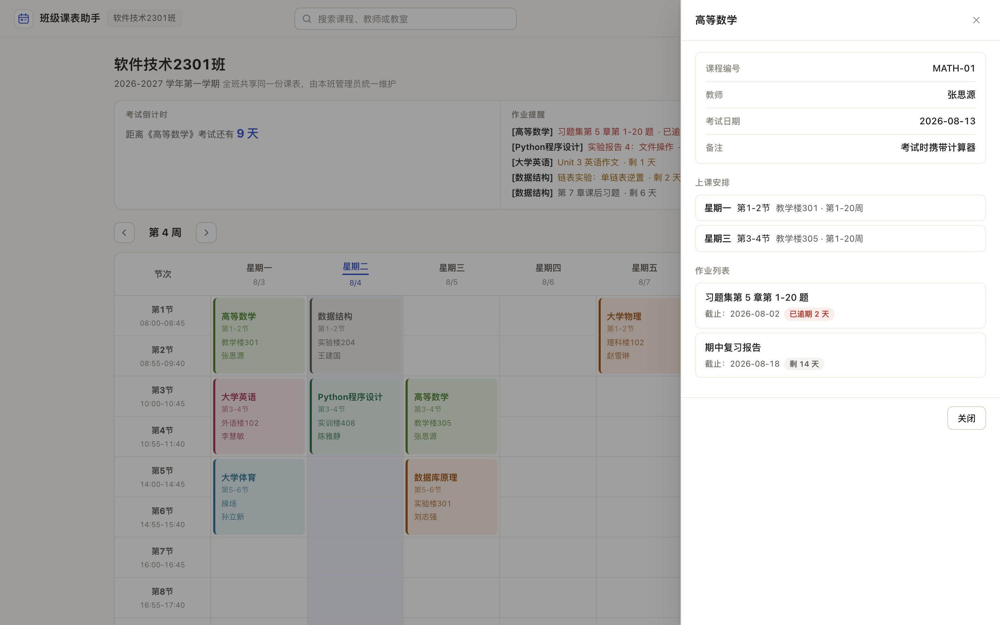 班级课表助手 软件技术2301班
搜索课程、教师或教室
软件技术2301班
2026-2027 学年第一学期 全班共享同一份课表，由本班管理员统一维护
考试倒计时
距离《高等数学》考试还有 9 天
作业提醒
[高等数学] 习题集第 5 章第 1-20 题 · 已逾
[Python程序设计] 实验报告 4：文件操作 ·
[大学英语] Unit 3 英语作文 · 剩 1 天
[数据结构] 链表实验：单链表逆置 · 剩 2 天
[数据结构] 第 7 章课后习题 · 剩 6 天
第 4 周
节次
星期一
8/3
星期二
8/4
星期三
8/5
星期四
8/6
星期五
8/7
第1节
08:00-08:45
第2节
08:55-09:40
高等数学
第1-2节
教学楼301
张思源
数据结构
第1-2节
实验楼204
王建国
大学物理
第1-2节
理科楼102
赵雪琳
第3节
10:00-10:45
第4节
10:55-11:40
大学英语
第3-4节
外语楼102
李慧敏
Python程序设计
第3-4节
实训楼408
陈雅静
高等数学
第3-4节
教学楼305
张思源
第5节
14:00-14:45
第6节
14:55-15:40
大学体育
第5-6节
操场
孙立新
数据库原理
第5-6节
实验楼301
刘志强
第7节
16:00-16:45
第8节
16:55-17:40
高等数学
课程编号 MATH-01
教师 张思源
考试日期 2026-08-13
备注 考试时携带计算器
上课安排
星期一 第1-2节 教学楼301 · 第1-20周
星期三 第3-4节 教学楼305 · 第1-20周
作业列表
习题集第 5 章第 1-20 题
截止：2026-08-02 已逾期 2 天
期中复习报告
截止：2026-08-18 剩 14 天
关闭